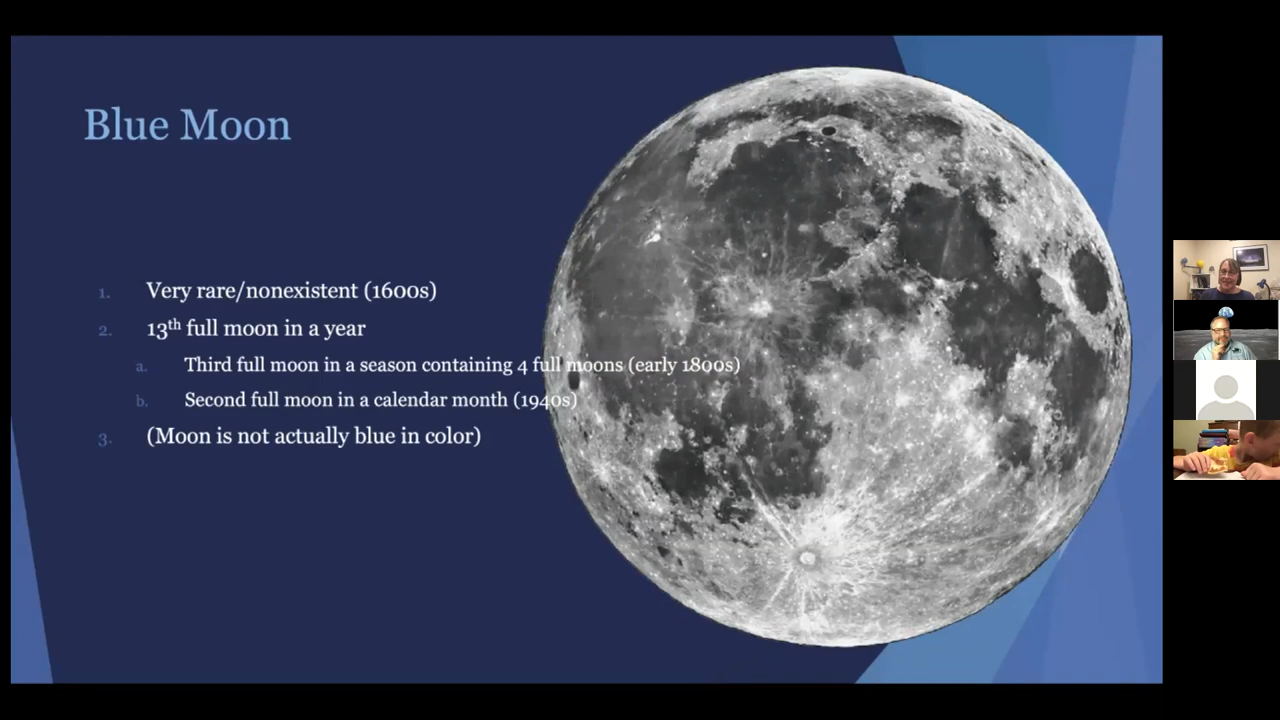 Blue Moon
1. Very rare/nonexistent (1600s)
2. 13th full moon in a year
a. Third full moon in a season containing 4 full moons (early 1800s)
b. Second full moon in a calendar month (1940s)
3. (Moon is not actually blue in color)